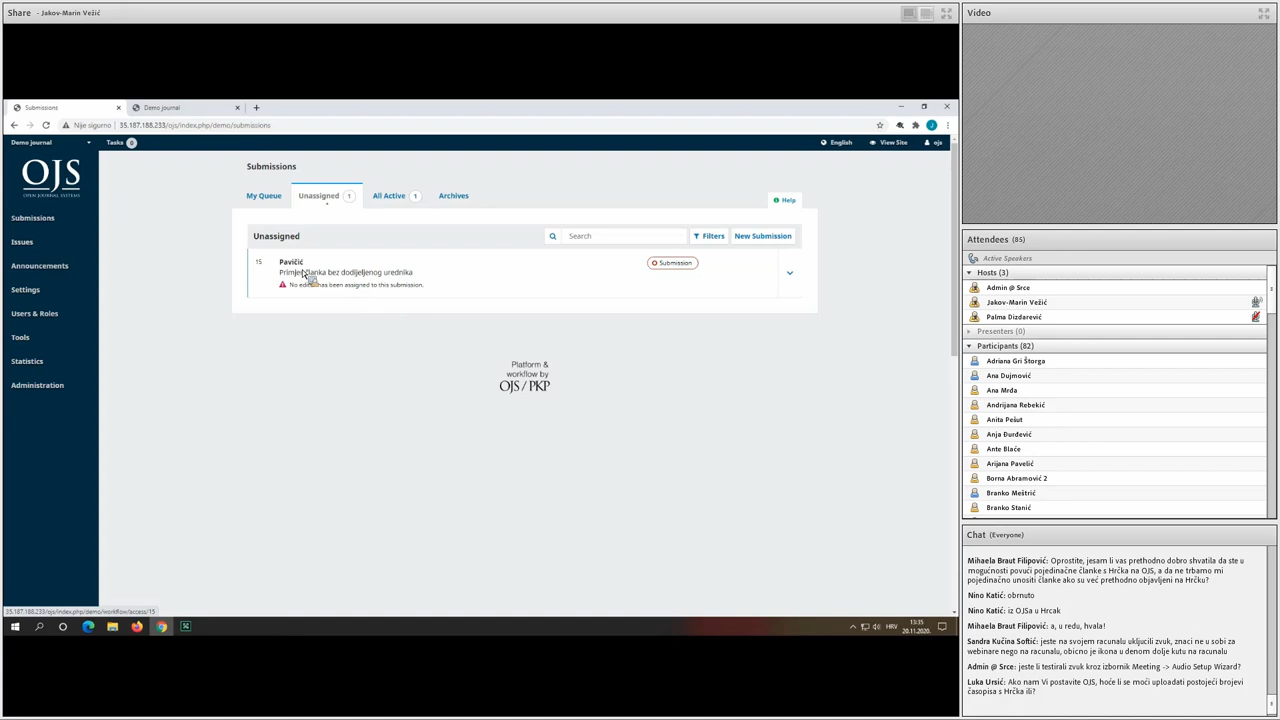 Share - Jakov-Marin Vežić
Submissions
Demo journal
Nije sigurno
35.187.188.233/ojs/index.php/demo/submissions
Demo journal
Tasks 0
English
View Site
ojs
OJS
OPEN JOURNAL SYSTEMS
Submissions
Issues
Announcements
Settings
Users & Roles
Tools
Statistics
Administration
Submissions
My Queue
Unassigned 1
All Active 1
Archives
Help
Unassigned
Search
Filters
New Submission
15
Pavičić
Primjer članka bez dodijeljenog urednika
Submission
No editor has been assigned to this submission.
Platform &
workflow by
OJS / PKP
35.187.188.233/ojs/index.php/demo/workflow/access/15
HRV
13:35
20.11.2020.
Video
Attendees (85)
Active Speakers
Hosts (3)
Admin @ Srce
Jakov-Marin Vežić
Palma Dizdarević
Presenters (0)
Participants (82)
Adriana Gri Štorga
Ana Dujmović
Ana Mrda
Andrijana Rebekić
Anita Pešut
Anja Đurđević
Ante Blaće
Arijana Pavelić
Borna Abramović 2
Branko Meštrić
Branko Stanić
Chat (Everyone)
Mihaela Braut Filipović: Oprostite, jesam li vas prethodno dobro shvatila da ste u
mogućnosti povući pojedinačne članke s Hrčka na OJS, a da ne trbamo mi
pojedinačno unositi članke ako su već prethodno objavljeni na Hrčku?
Nino Katić: obrnuto
Nino Katić: iz OJSa u Hrcak
Mihaela Braut Filipović: a, u redu, hvala!
Sandra Kučina Softić: jeste na svojem racunalu ukljucili zvuk, znaci ne u sobi za
webinare nego na racunalu, obicno je ikona u denom dolje kutu na racunalu
Admin @ Srce: jeste li testirali zvuk kroz izbornik Meeting -> Audio Setup Wizard?
Luka Ursić: Ako nam Vi postavite OJS, hoće li se moći uploadati postojeći brojevi
časopisa s Hrčka ili?